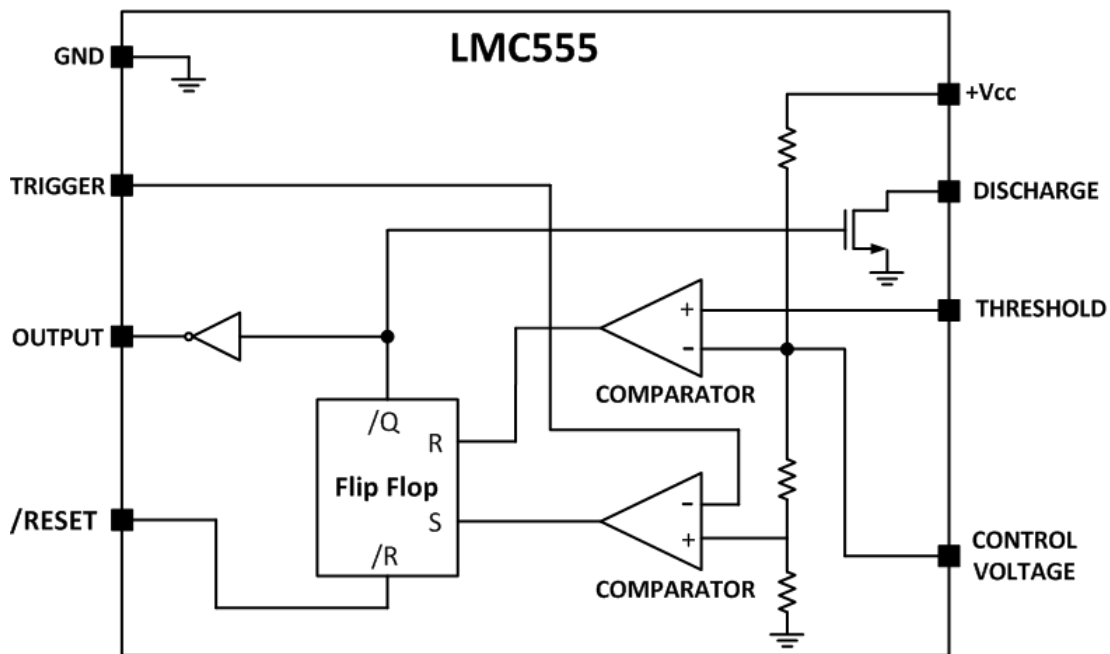 LMC555
GND
+Vcc
TRIGGER
DISCHARGE
THRESHOLD
OUTPUT
+
-
COMPARATOR
/Q
R
Flip Flop
S
/R
-
+
COMPARATOR
/RESET
CONTROL
VOLTAGE